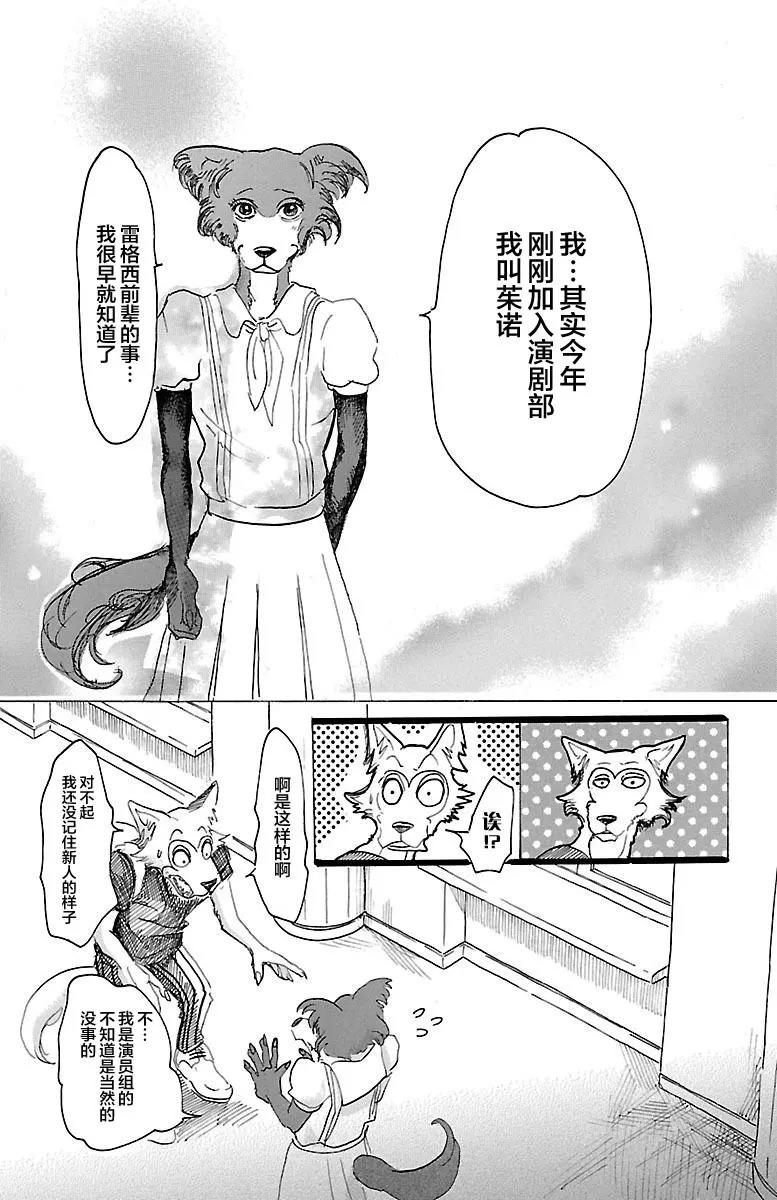 我…其实今年
刚刚加入演剧部
我叫茱诺
雷格西前辈的事…
我很早就知道了
诶!?
啊是这样的啊
对不起
我还没记住新人的样子
不…
我是演员组的
不知道是当然的
没事的